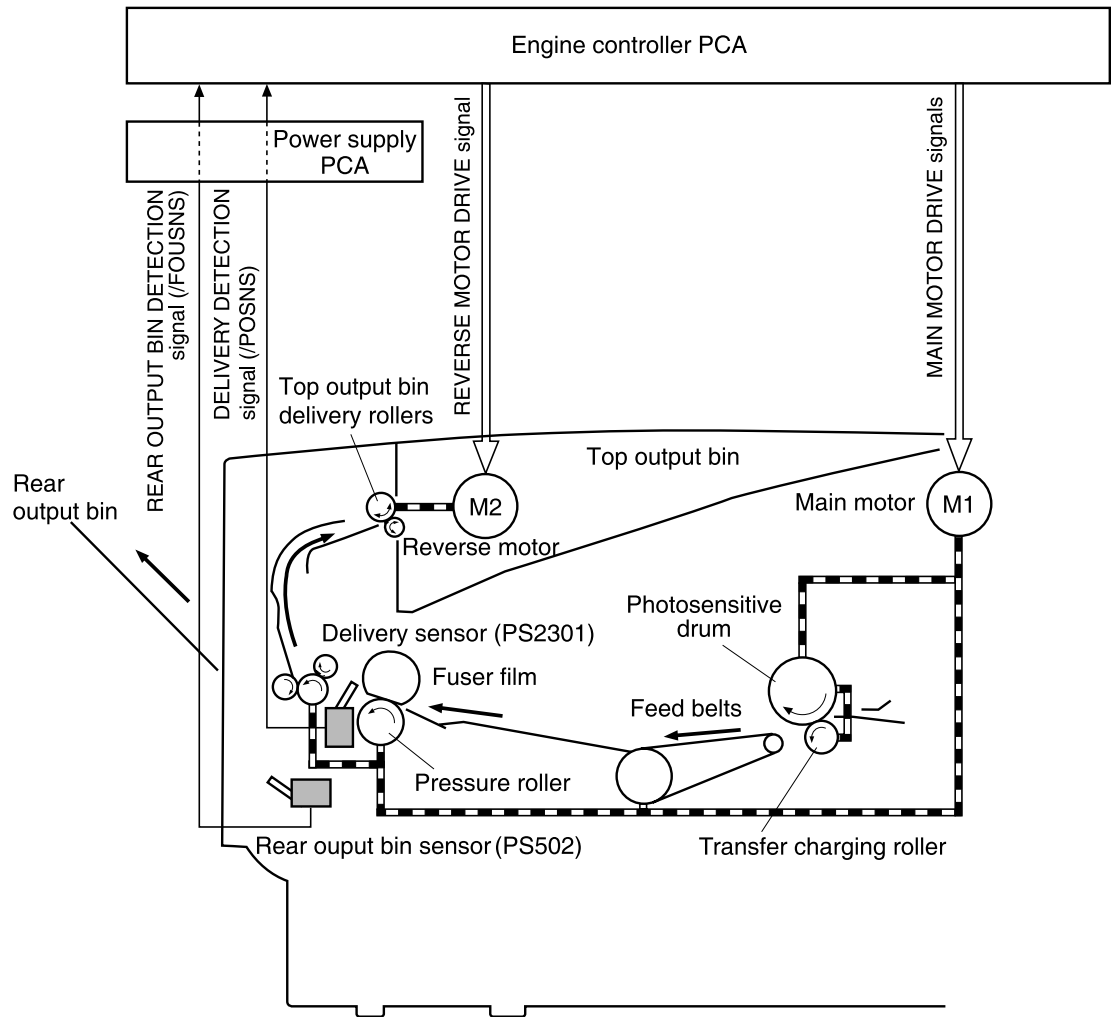 Engine controller PCA
Power supply
PCA
REAR OUTPUT BIN DETECTION
signal (/FOUSNS)
DELIVERY DETECTION
signal (/POSNS)
REVERSE MOTOR DRIVE signal
MAIN MOTOR DRIVE signals
Top output bin
delivery rollers
Top output bin
Rear
output bin
M2
Main motor
M1
Reverse motor
Photosensitive
drum
Delivery sensor (PS2301)
Fuser film
Feed belts
Pressure roller
Rear ouput bin sensor (PS502)
Transfer charging roller